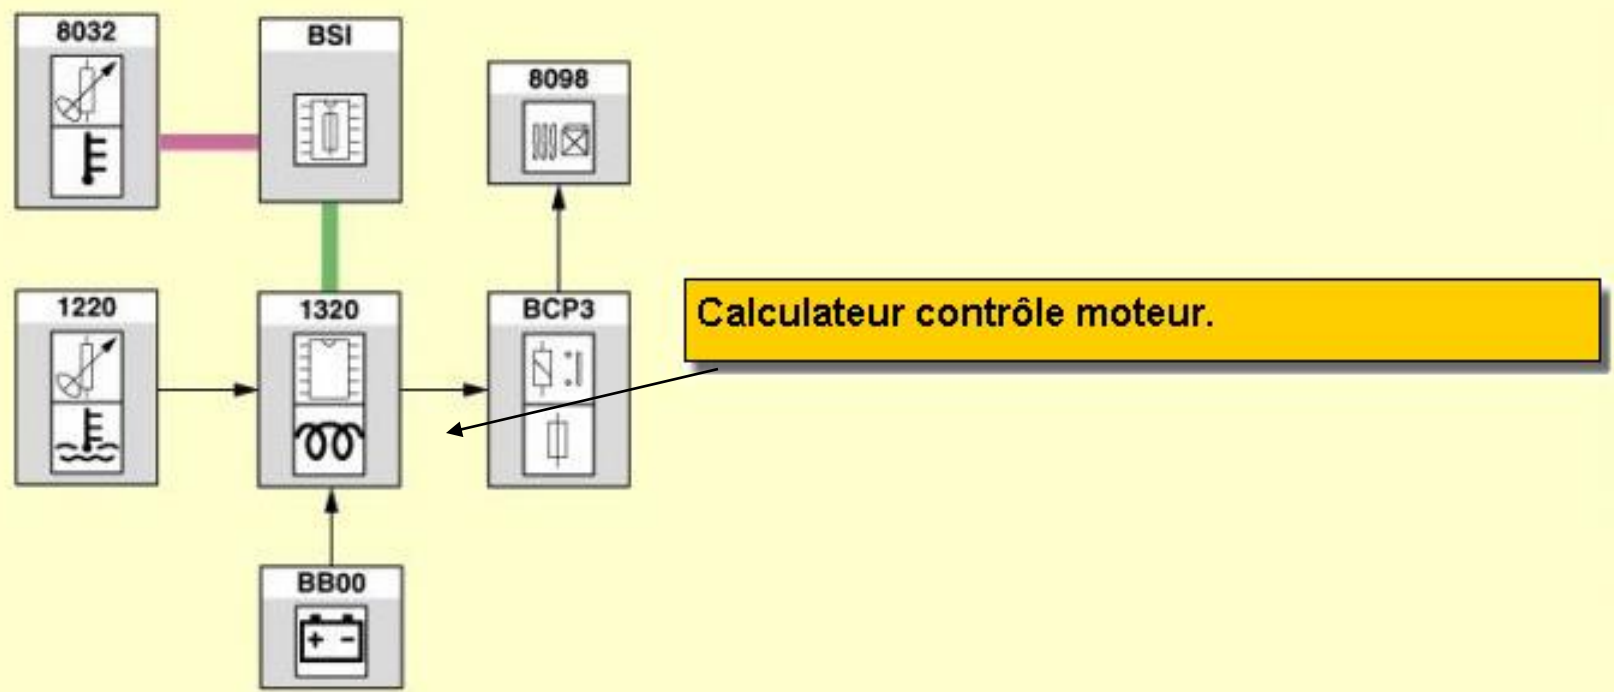 8032
BSI
8098
1220
1320
BCP3
Calculateur contrôle moteur.
BB00